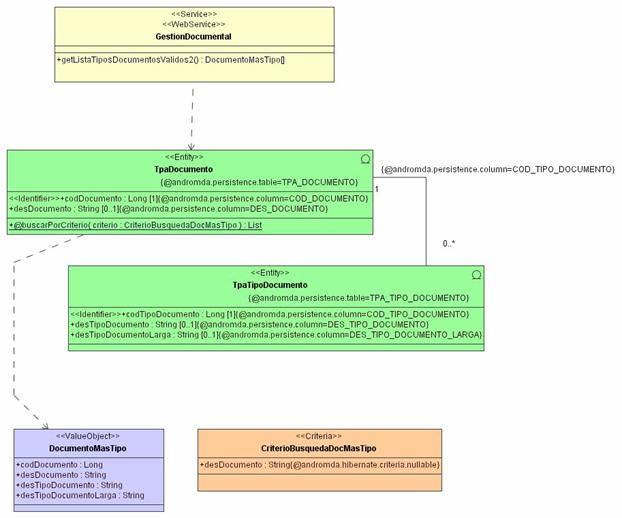 <<Service>>
<<WebService>>
GestionDocumental
+getListaTiposDocumentosValidos2() : DocumentoMasTipo[]
<<Entity>>
TpaDocumento
{@andromda.persistence.table=TPA_DOCUMENTO}
<<Identifier>>+codDocumento : Long [1]{@andromda.persistence.column=COD_DOCUMENTO}
+desDocumento : String [0..1]{@andromda.persistence.column=DES_DOCUMENTO}
+@buscarPorCriterio( criterio : CriterioBusquedaDocMasTipo ) : List
{@andromda.persistence.column=COD_TIPO_DOCUMENTO}
1
0..*
<<Entity>>
TpaTipoDocumento
{@andromda.persistence.table=TPA_TIPO_DOCUMENTO}
<<Identifier>>+codTipoDocumento : Long [1]{@andromda.persistence.column=COD_TIPO_DOCUMENTO}
+desTipoDocumento : String [0..1]{@andromda.persistence.column=DES_TIPO_DOCUMENTO}
+desTipoDocumentoLarga : String [0..1]{@andromda.persistence.column=DES_TIPO_DOCUMENTO_LARGA}
<<ValueObject>>
DocumentoMasTipo
+codDocumento : Long
+desDocumento : String
+desTipoDocumento : String
+desTipoDocumentoLarga : String
<<Criteria>>
CriterioBusquedaDocMasTipo
+desDocumento : String{@andromda.hibernate.criteria.nullable}